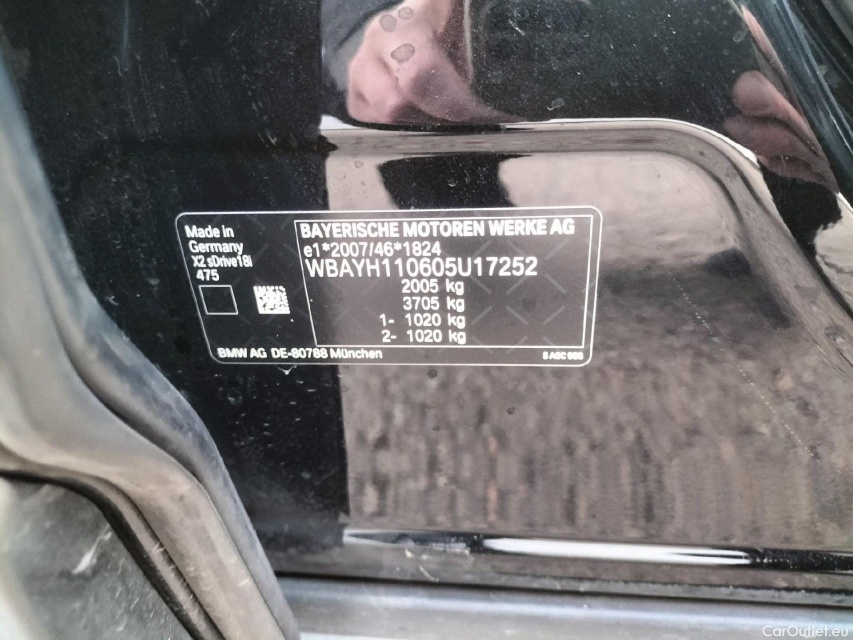 Made in
Germany
X2 sDrive18i
475
BAYERISCHE MOTOREN WERKE AG
e1*2007/46*1824
WBAYH110605U17252
2005 kg
3705 kg
1- 1020 kg
2- 1020 kg
BMW AG DE-80788 München
CarOutlet.eu